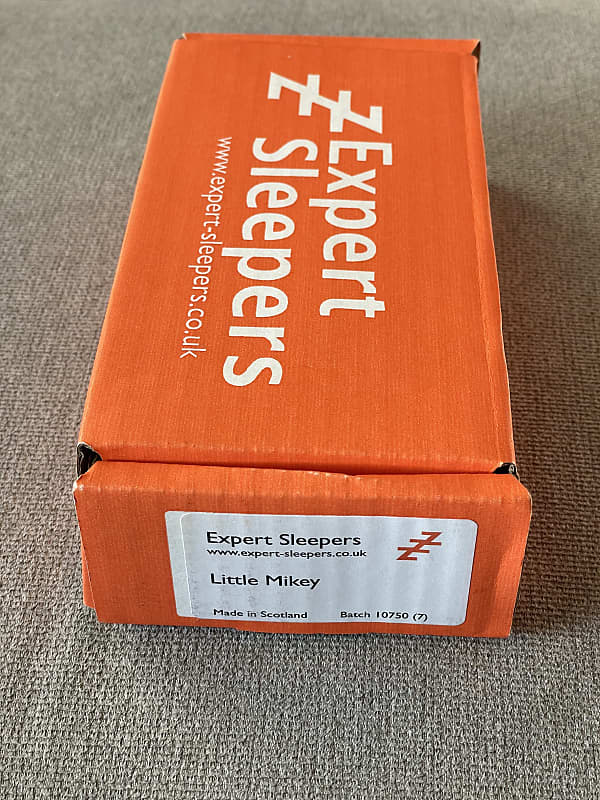 Expert
Sleepers
www.expert-sleepers.co.uk
Expert Sleepers
www.expert-sleepers.co.uk
Little Mikey
Made in Scotland Batch 10750 (7)